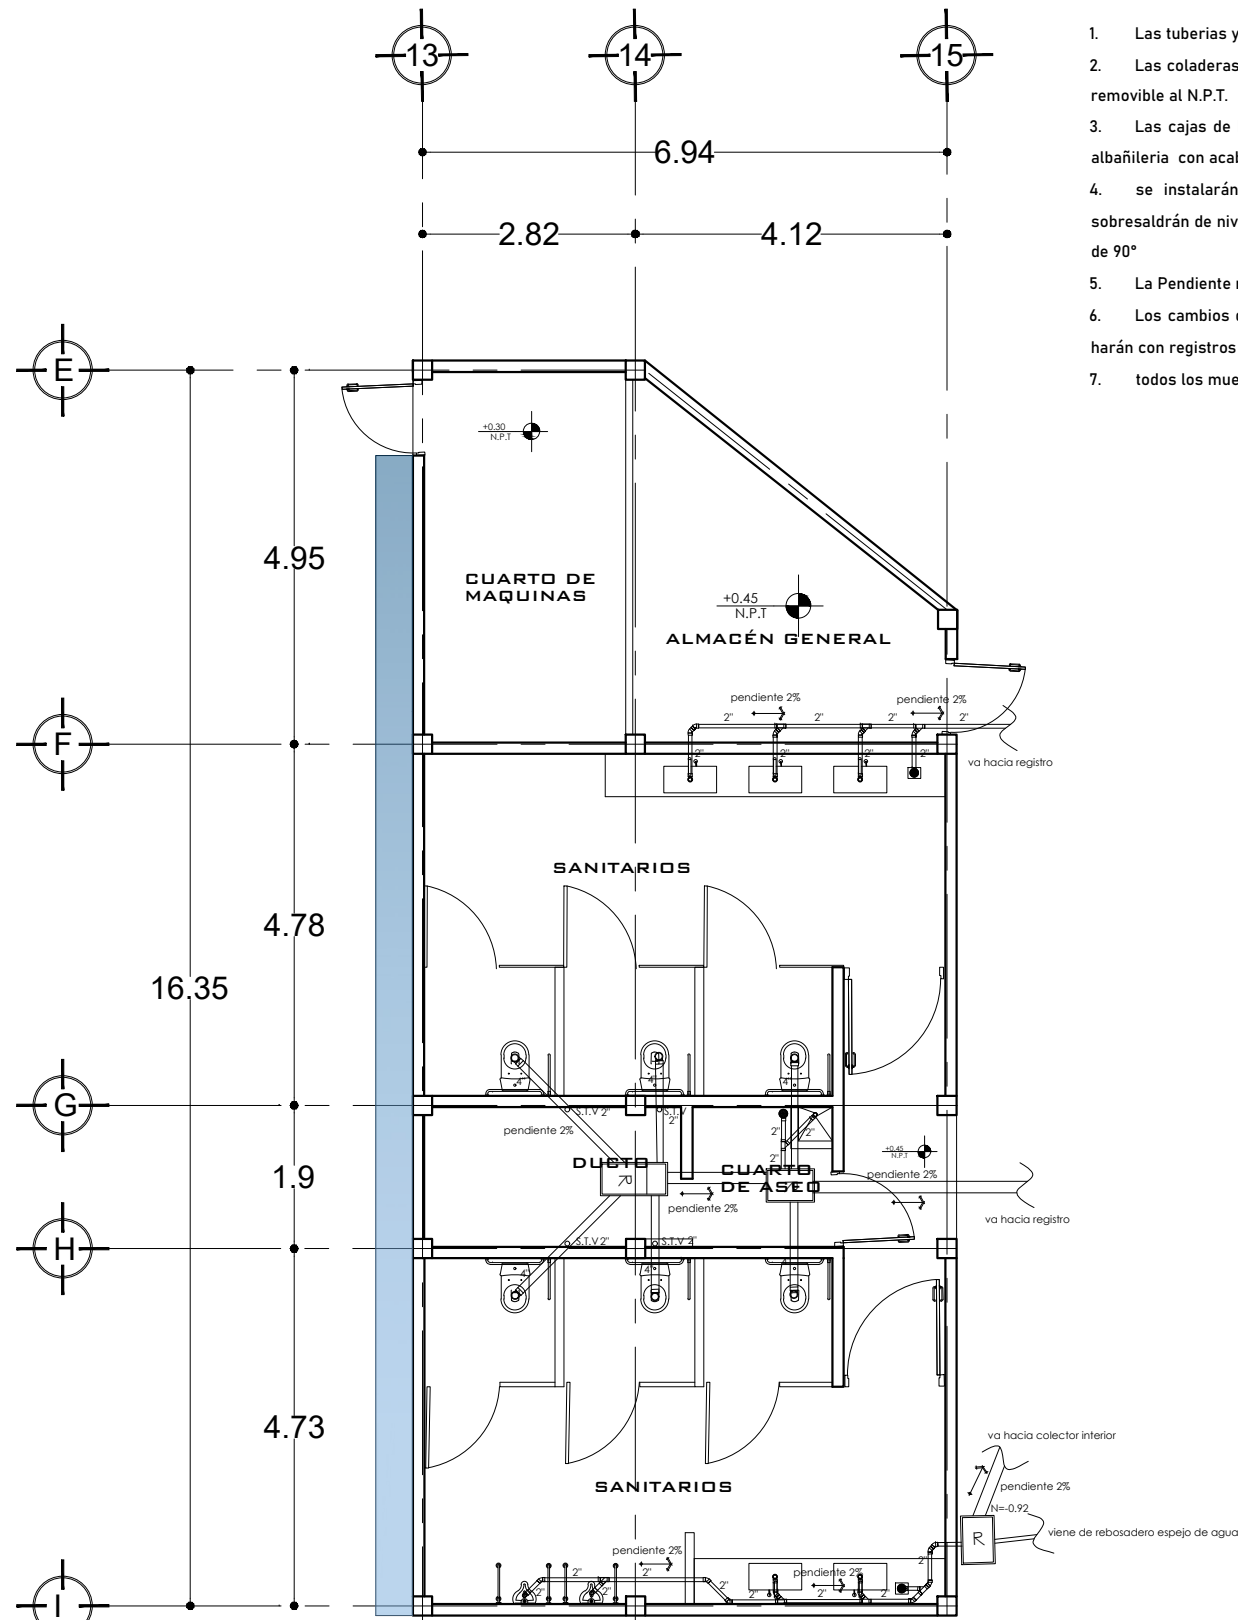 13
14
15
6.94
2.82
4.12
1. Las tuberias y
2. Las coladeras
removible al N.P.T.
3. Las cajas de
albañileria con acab
4. se instalarán
sobresaldrán de niv
de 90°
5. La Pendiente
6. Los cambios
harán con registros
7. todos los mue
E
+0.30
N.P.T
4.95
CUARTO DE
MAQUINAS
+0.45
N.P.T
ALMACÉN GENERAL
pendiente 2%
pendiente 2%
2"
2"
2"
2"
F
2"
2"
2"
2"
va hacia registro
SANITARIOS
4.78
16.35
4"
4"
4"
G
S.T.V 2"
S.T.V
2"
pendiente 2%
2"
2"
2"
+0.45
N.P.T
DUCTO
R
CUARTO
DE ASEO
1.9
pendiente 2%
pendiente 2%
va hacia registro
H
S.T.V 2"
S.T.V 2"
4"
4"
4.73
va hacia colector interior
pendiente 2%
SANITARIOS
N=-0.92
R
viene de rebosadero espejo de agua
pendiente 2%
pendiente 2%
2"
2"
2"
2"
2"
2"
2"
2"
2"
I